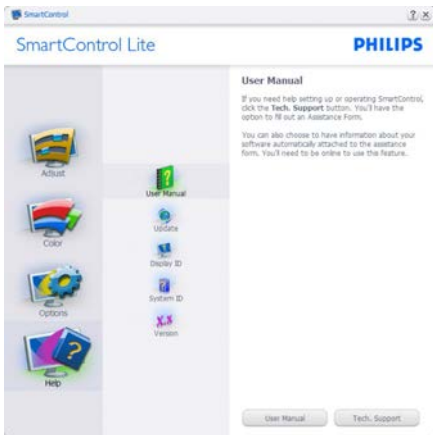 SmartControl
SmartControl Lite
PHILIPS
Adjust
Color
Options
Help
User Manual
Update
Display ID
System ID
Version
User Manual
If you need help setting up or operating SmartControl,
click the Tech. Support button. You'll have the
option to fill out an Assistance Form.
You can also choose to have information about your
software automatically attached to the assistance
form. You'll need to be online to use this feature.
User Manual
Tech. Support